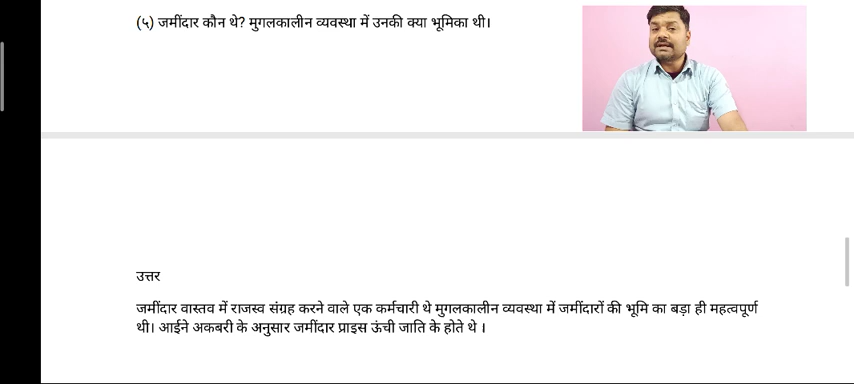 (५) जमींदार कौन थे? मुगलकालीन व्यवस्था में उनकी क्या भूमिका थी।
उत्तर
जमींदार वास्तव में राजस्व संग्रह करने वाले एक कर्मचारी थे मुगलकालीन व्यवस्था में जमींदारों की भूमि का बड़ा ही महत्वपूर्ण
थी। आईने अकबरी के अनुसार जमींदार प्राइस ऊंची जाति के होते थे ।